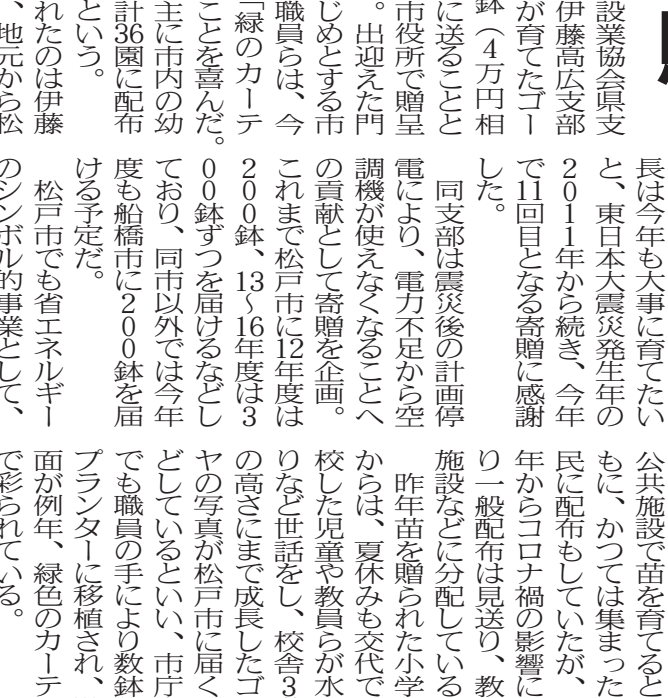 設業協会県支
伊藤高広支部
が育てたゴー
鉢（4万円相
に送ることと
市役所で贈呈
。出迎えた門
じめとする市
職員らは、今
「緑のカーテ
ことを喜んだ。
主に市内の幼
計36園に配布
という。
れたのは伊藤
、地元から松
長は今年も大事に育てたい
と、東日本大震災発生年の
2011年から続き、今年
で11回目となる寄贈に感謝
した。
同支部は震災後の計画停
電により、電力不足から空
調機が使えなくなることへ
の貢献として寄贈を企画。
これまで松戸市に12年度は
200鉢、13~16年度は3
00鉢ずつを届けるなどし
ており、同市以外では今年
度も船橋市に200鉢を届
ける予定だ。
松戸市でも省エネルギー
のシンボル的事業として、
公共施設で苗を育てると
もに、かつては集まった
民に配布もしていたが、
年からコロナ禍の影響に
り一般配布は見送り、教
施設などに分配している
昨年苗を贈られた小学
からは、夏休みも交代で
校した児童や教員らが水
りなど世話をし、校舎3
の高さにまで成長したゴ
ヤの写真が松戸市に届く
どしているといい、市庁
でも職員の手により数鉢
プランターに移植され、
面が例年、緑色のカーテ
で彩られている。